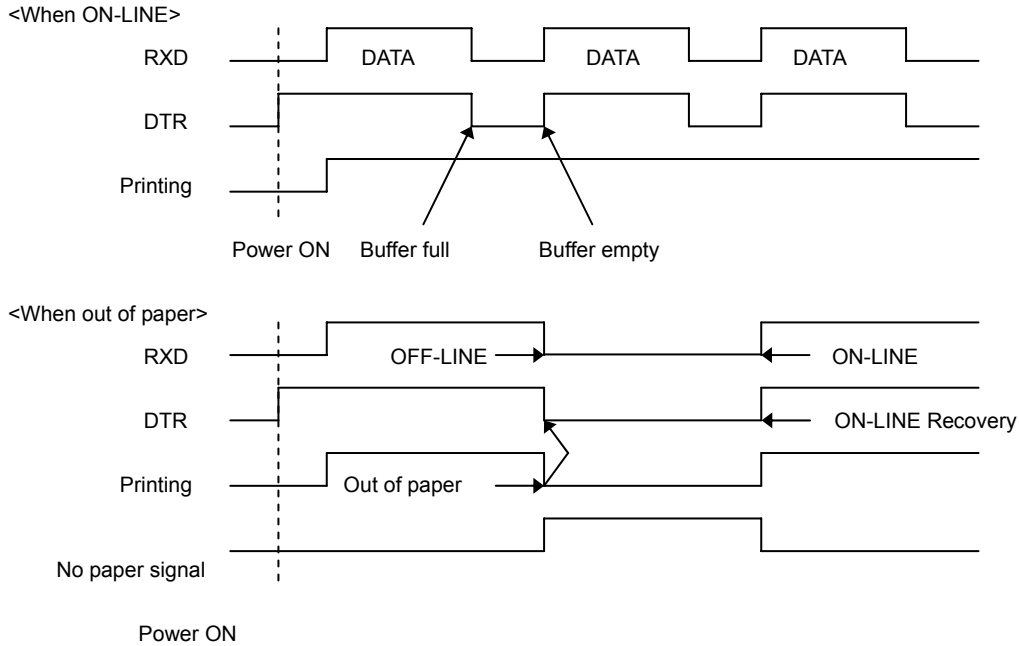 <When ON-LINE>
RXD DATA DATA DATA
DTR
Printing
Power ON Buffer full Buffer empty
<When out of paper>
RXD OFF-LINE ON-LINE
DTR ON-LINE Recovery
Printing Out of paper
No paper signal
Power ON